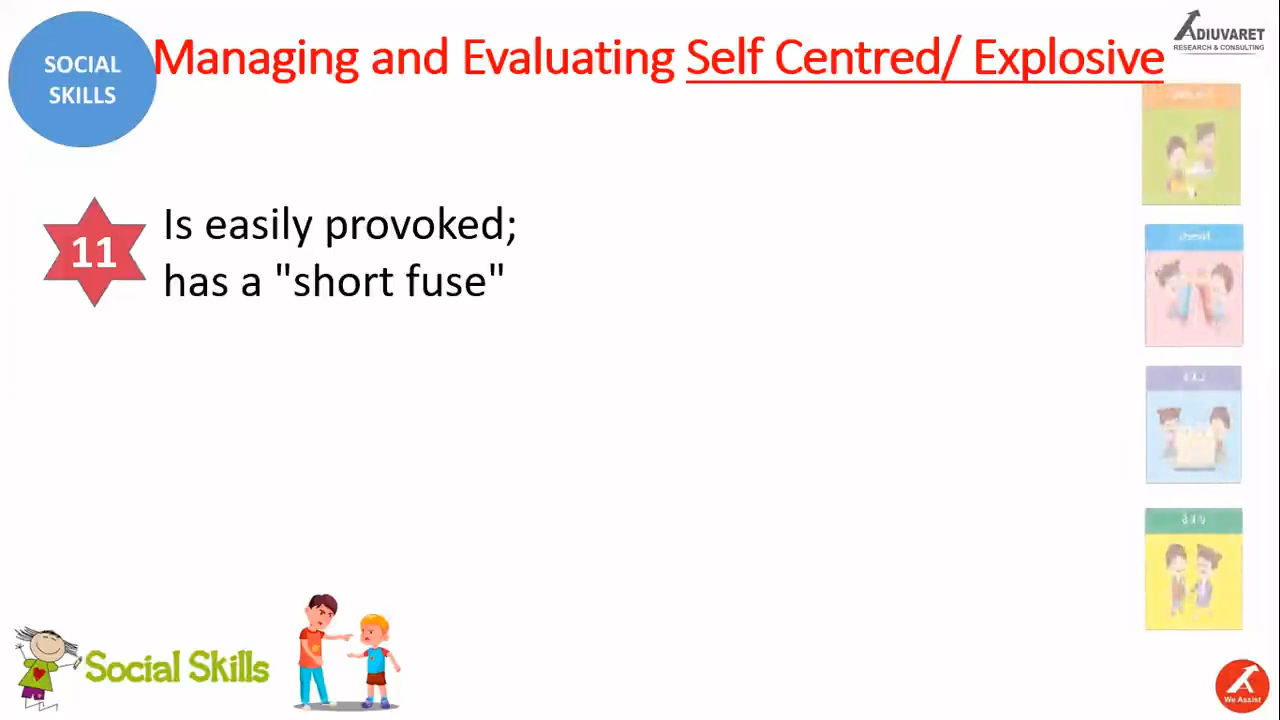 SOCIAL
SKILLS
Managing and Evaluating Self Centred/ Explosive
ADIUVARET
RESEARCH & CONSULTING
11
Is easily provoked;
has a "short fuse"
Social Skills
We Assist